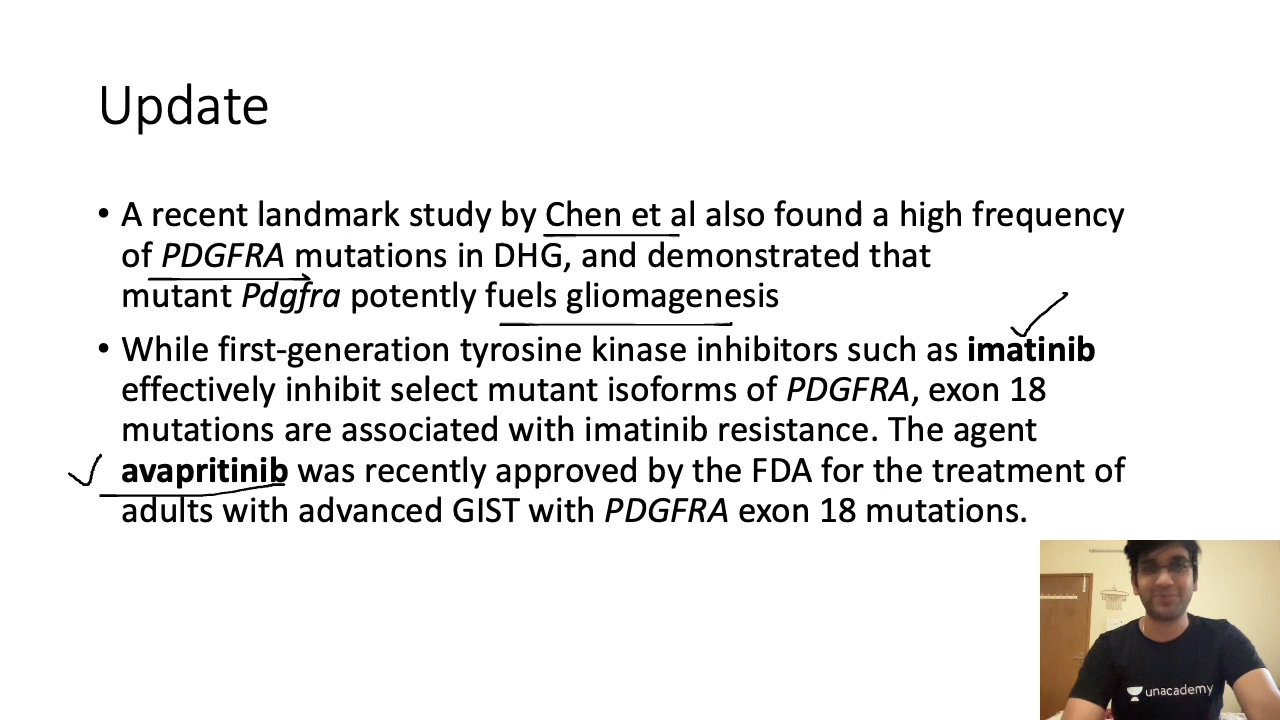 Update
• A recent landmark study by Chen et al also found a high frequency
of PDGFRA mutations in DHG, and demonstrated that
mutant Pdgfra potently fuels gliomagenesis
• While first-generation tyrosine kinase inhibitors such as imatinib
effectively inhibit select mutant isoforms of PDGFRA, exon 18
mutations are associated with imatinib resistance. The agent
avapritinib was recently approved by the FDA for the treatment of
adults with advanced GIST with PDGFRA exon 18 mutations.
unacademy